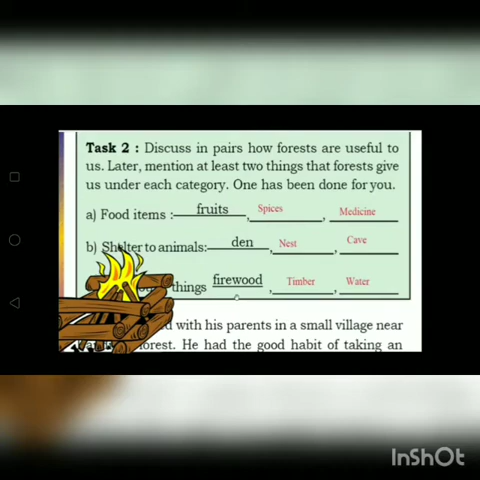 Task 2 : Discuss in pairs how forests are useful to
us. Later, mention at least two things that forests give
us under each category. One has been done for you.
a) Food items : fruits , Spices , Medicine
b) Shelter to animals: den , Nest , Cave
things firewood , Timber , Water
with his parents in a small village near
forest. He had the good habit of taking an
InShOt